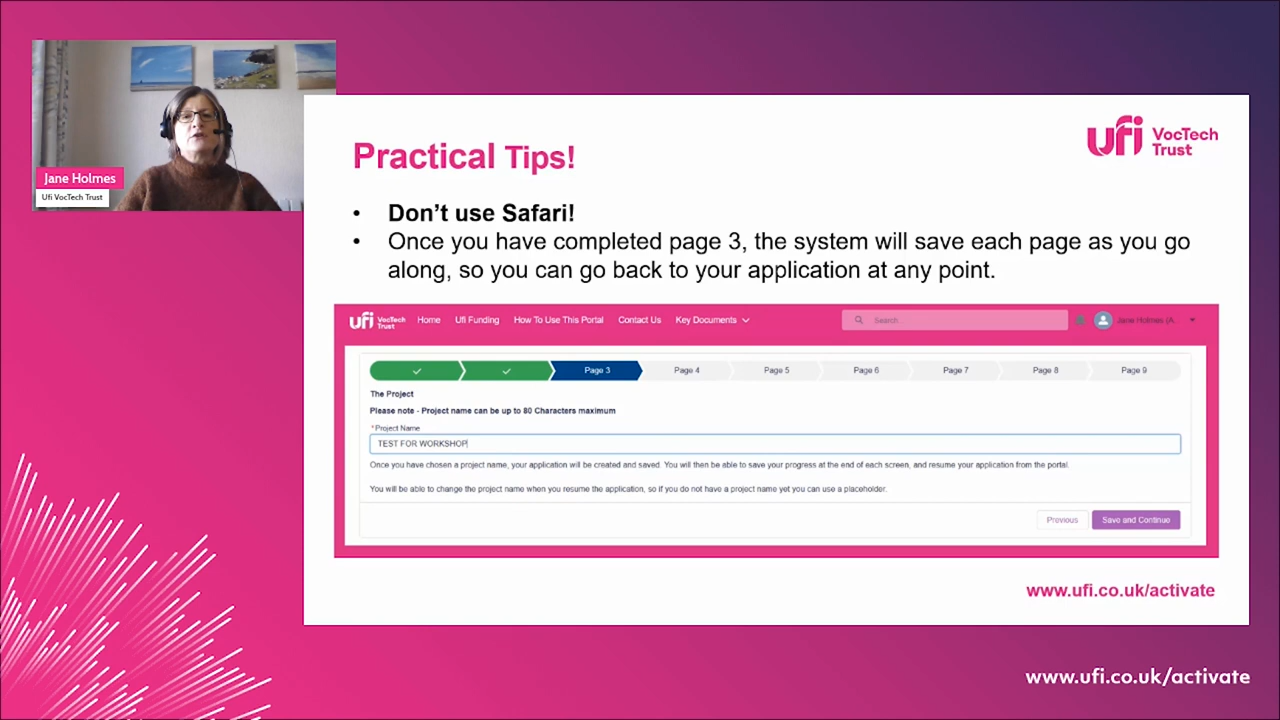 Jane Holmes
Ufi VocTech Trust
ufi VocTech
Trust
Practical Tips!
• Don't use Safari!
• Once you have completed page 3, the system will save each page as you go
along, so you can go back to your application at any point.
ufi VocTech Trust Home Ufi Funding How To Use This Portal Contact Us Key Documents Search... Jane Holmes (A...
Page 3 Page 4 Page 5 Page 6 Page 7 Page 8 Page 9
The Project
Please note - Project name can be up to 80 Characters maximum
*Project Name
TEST FOR WORKSHOP
Once you have chosen a project name, your application will be created and saved. You will then be able to save your progress at the end of each screen, and resume your application from the portal.
You will be able to change the project name when you resume the application, so if you do not have a project name yet you can use a placeholder.
Previous Save and Continue
www.ufi.co.uk/activate
www.ufi.co.uk/activate